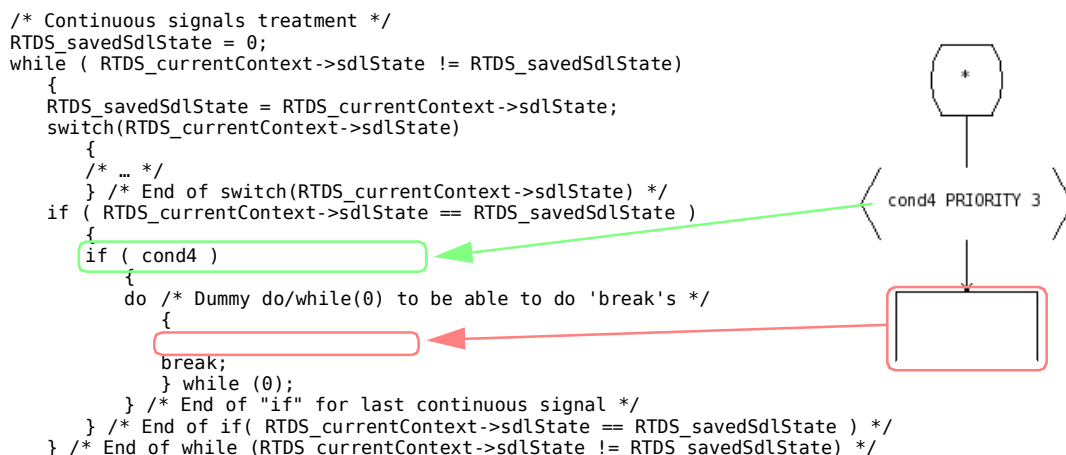 /* Continuous signals treatment */
RTDS_savedSdlState = 0;
while ( RTDS_currentContext->sdlState != RTDS_savedSdlState)
{
RTDS_savedSdlState = RTDS_currentContext->sdlState;
switch(RTDS_currentContext->sdlState)
{
/* … */
} /* End of switch(RTDS_currentContext->sdlState) */
if ( RTDS_currentContext->sdlState == RTDS_savedSdlState )
{
if ( cond4 )
{
do /* Dummy do/while(0) to be able to do 'break's */
{
break;
} while (0);
} /* End of "if" for last continuous signal */
} /* End of if( RTDS_currentContext->sdlState == RTDS_savedSdlState ) */
} /* End of while (RTDS_currentContext->sdlState != RTDS_savedSdlState) */
*
cond4 PRIORITY 3